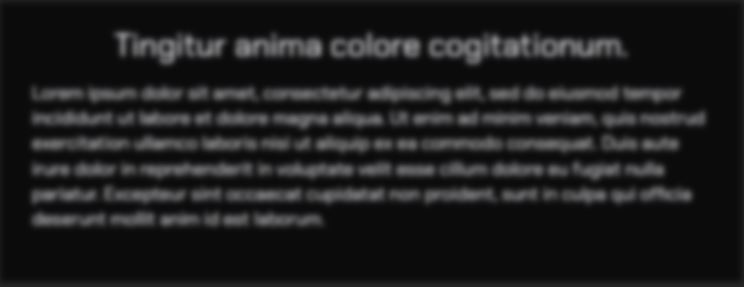 Tingitur anima colore cogitationum.
Lorem ipsum dolor sit amet, consectetur adipiscing elit, sed do eiusmod tempor
incididunt ut labore et dolore magna aliqua. Ut enim ad minim veniam, quis nostrud
exercitation ullamco laboris nisi ut aliquip ex ea commodo consequat. Duis aute
irure dolor in reprehenderit in voluptate velit esse cillum dolore eu fugiat nulla
pariatur. Excepteur sint occaecat cupidatat non proident, sunt in culpa qui officia
deserunt mollit anim id est laborum.